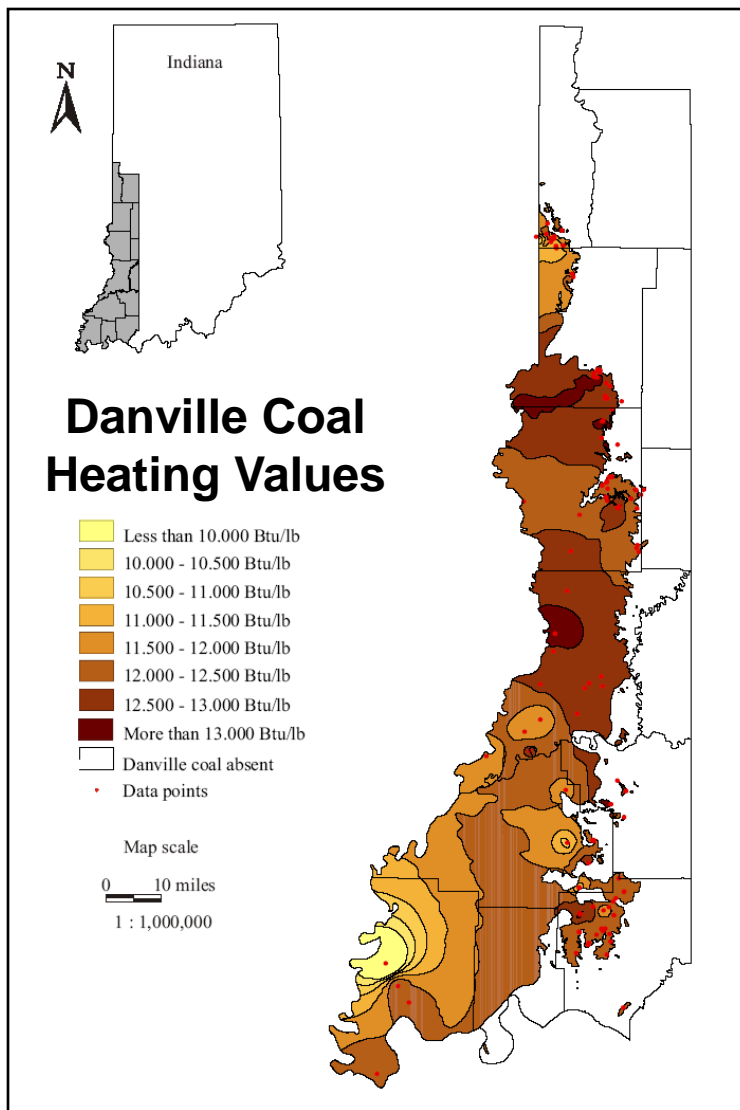 Indiana
N
Danville Coal
Heating Values
Less than 10.000 Btu/lb
10.000 - 10.500 Btu/lb
10.500 - 11.000 Btu/lb
11.000 - 11.500 Btu/lb
11.500 - 12.000 Btu/lb
12.000 - 12.500 Btu/lb
12.500 - 13.000 Btu/lb
More than 13.000 Btu/lb
Danville coal absent
Data points
Map scale
0 10 miles
1 : 1,000,000